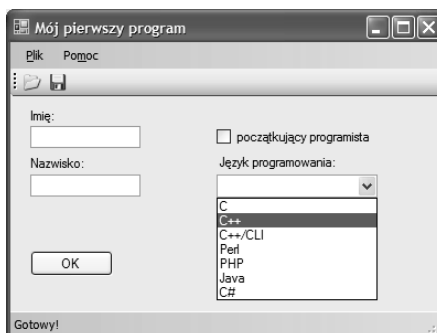 Mój pierwszy program
Plik Pomoc
Imię:
początkujący programista
Nazwisko:
Język programowania:
C
C++
C++/CLI
Perl
PHP
Java
C#
OK
Gotowy!